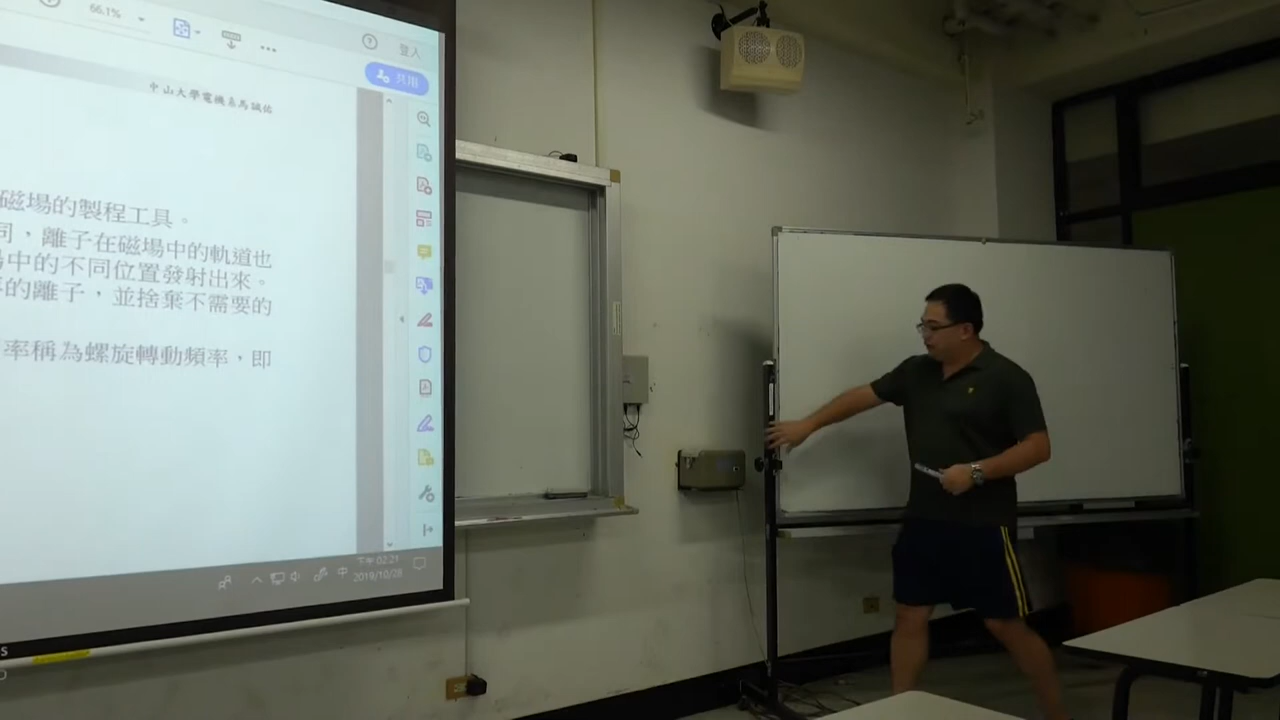 66.1%
登入
共用
中山大學電機系馬誠佑
磁場的製程工具。
同，離子在磁場中的軌道也
場中的不同位置發射出來。
的離子，並捨棄不需要的
率稱為螺旋轉動頻率，即
中
下午 02:21
2019/10/28